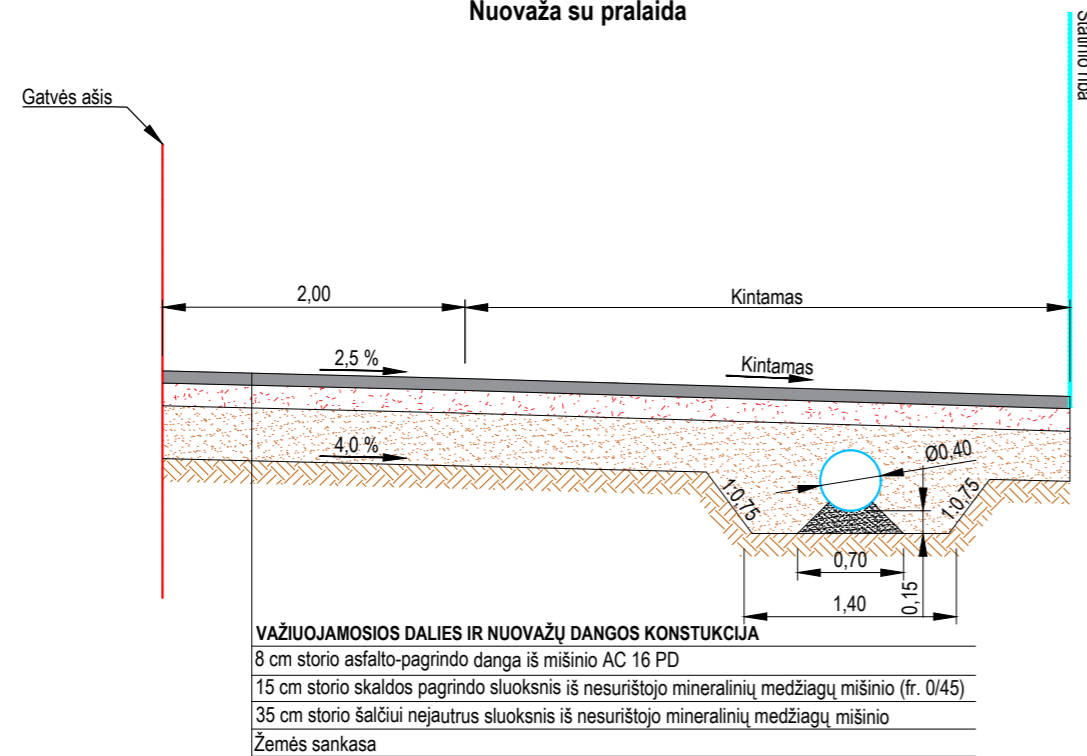 Nuovaža su pralaida
Statinio riba
Gatvės ašis
2,00
Kintamas
2,5 %
Kintamas
4,0 %
Ø0.40
1:0,75
1:0,75
0,70
0,15
1,40
VAŽIUOJAMOSIOS DALIES IR NUOVAŽŲ DANGOS KONSTUKCIJA
8 cm storio asfalto-pagrindo danga iš mišinio AC 16 PD
15 cm storio skaldos pagrindo sluoksnis iš nesurištojo mineralinių medžiagų mišinio (fr. 0/45)
35 cm storio šalčiui nejautrus sluoksnis iš nesurištojo mineralinių medžiagų mišinio
Žemės sankasa